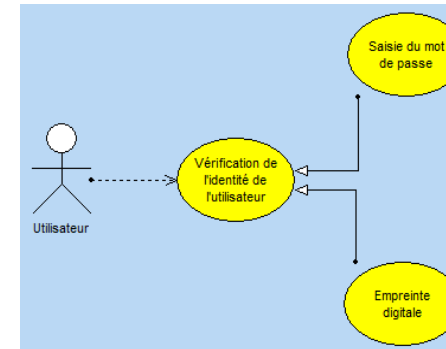 Saisie du mot
de passe
Vérification de
l'identité de
l'utilisateur
Utilisateur
Empreinte
digitale